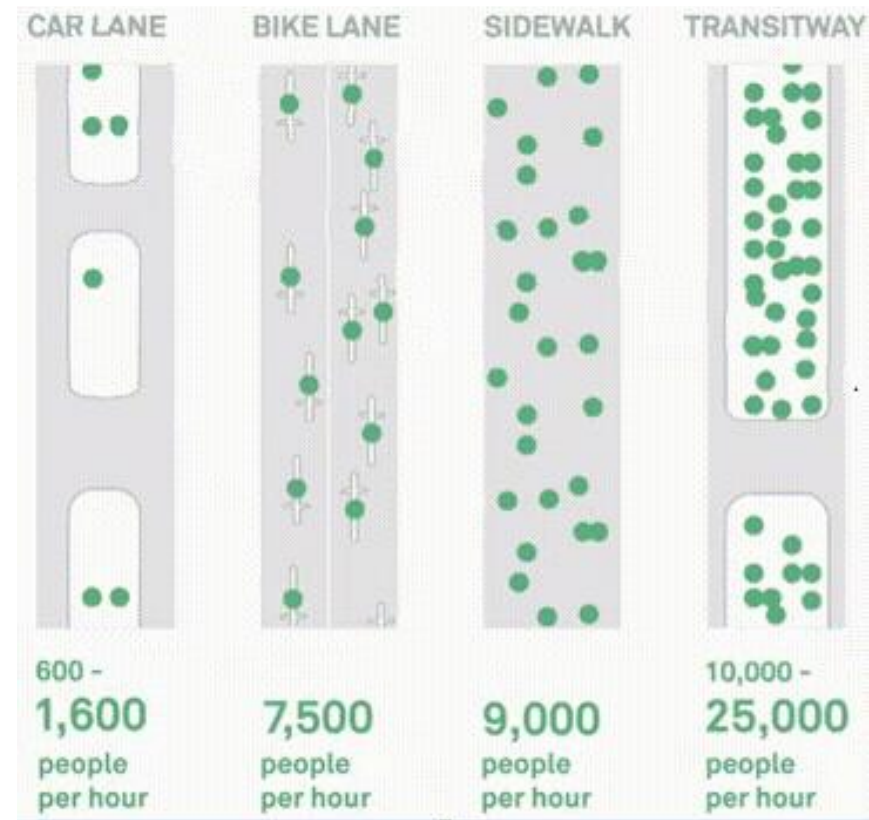 CAR LANE
BIKE LANE
SIDEWALK
TRANSITWAY
600 -
1,600
people
per hour
7,500
people
per hour
9,000
people
per hour
10,000 -
25,000
people
per hour